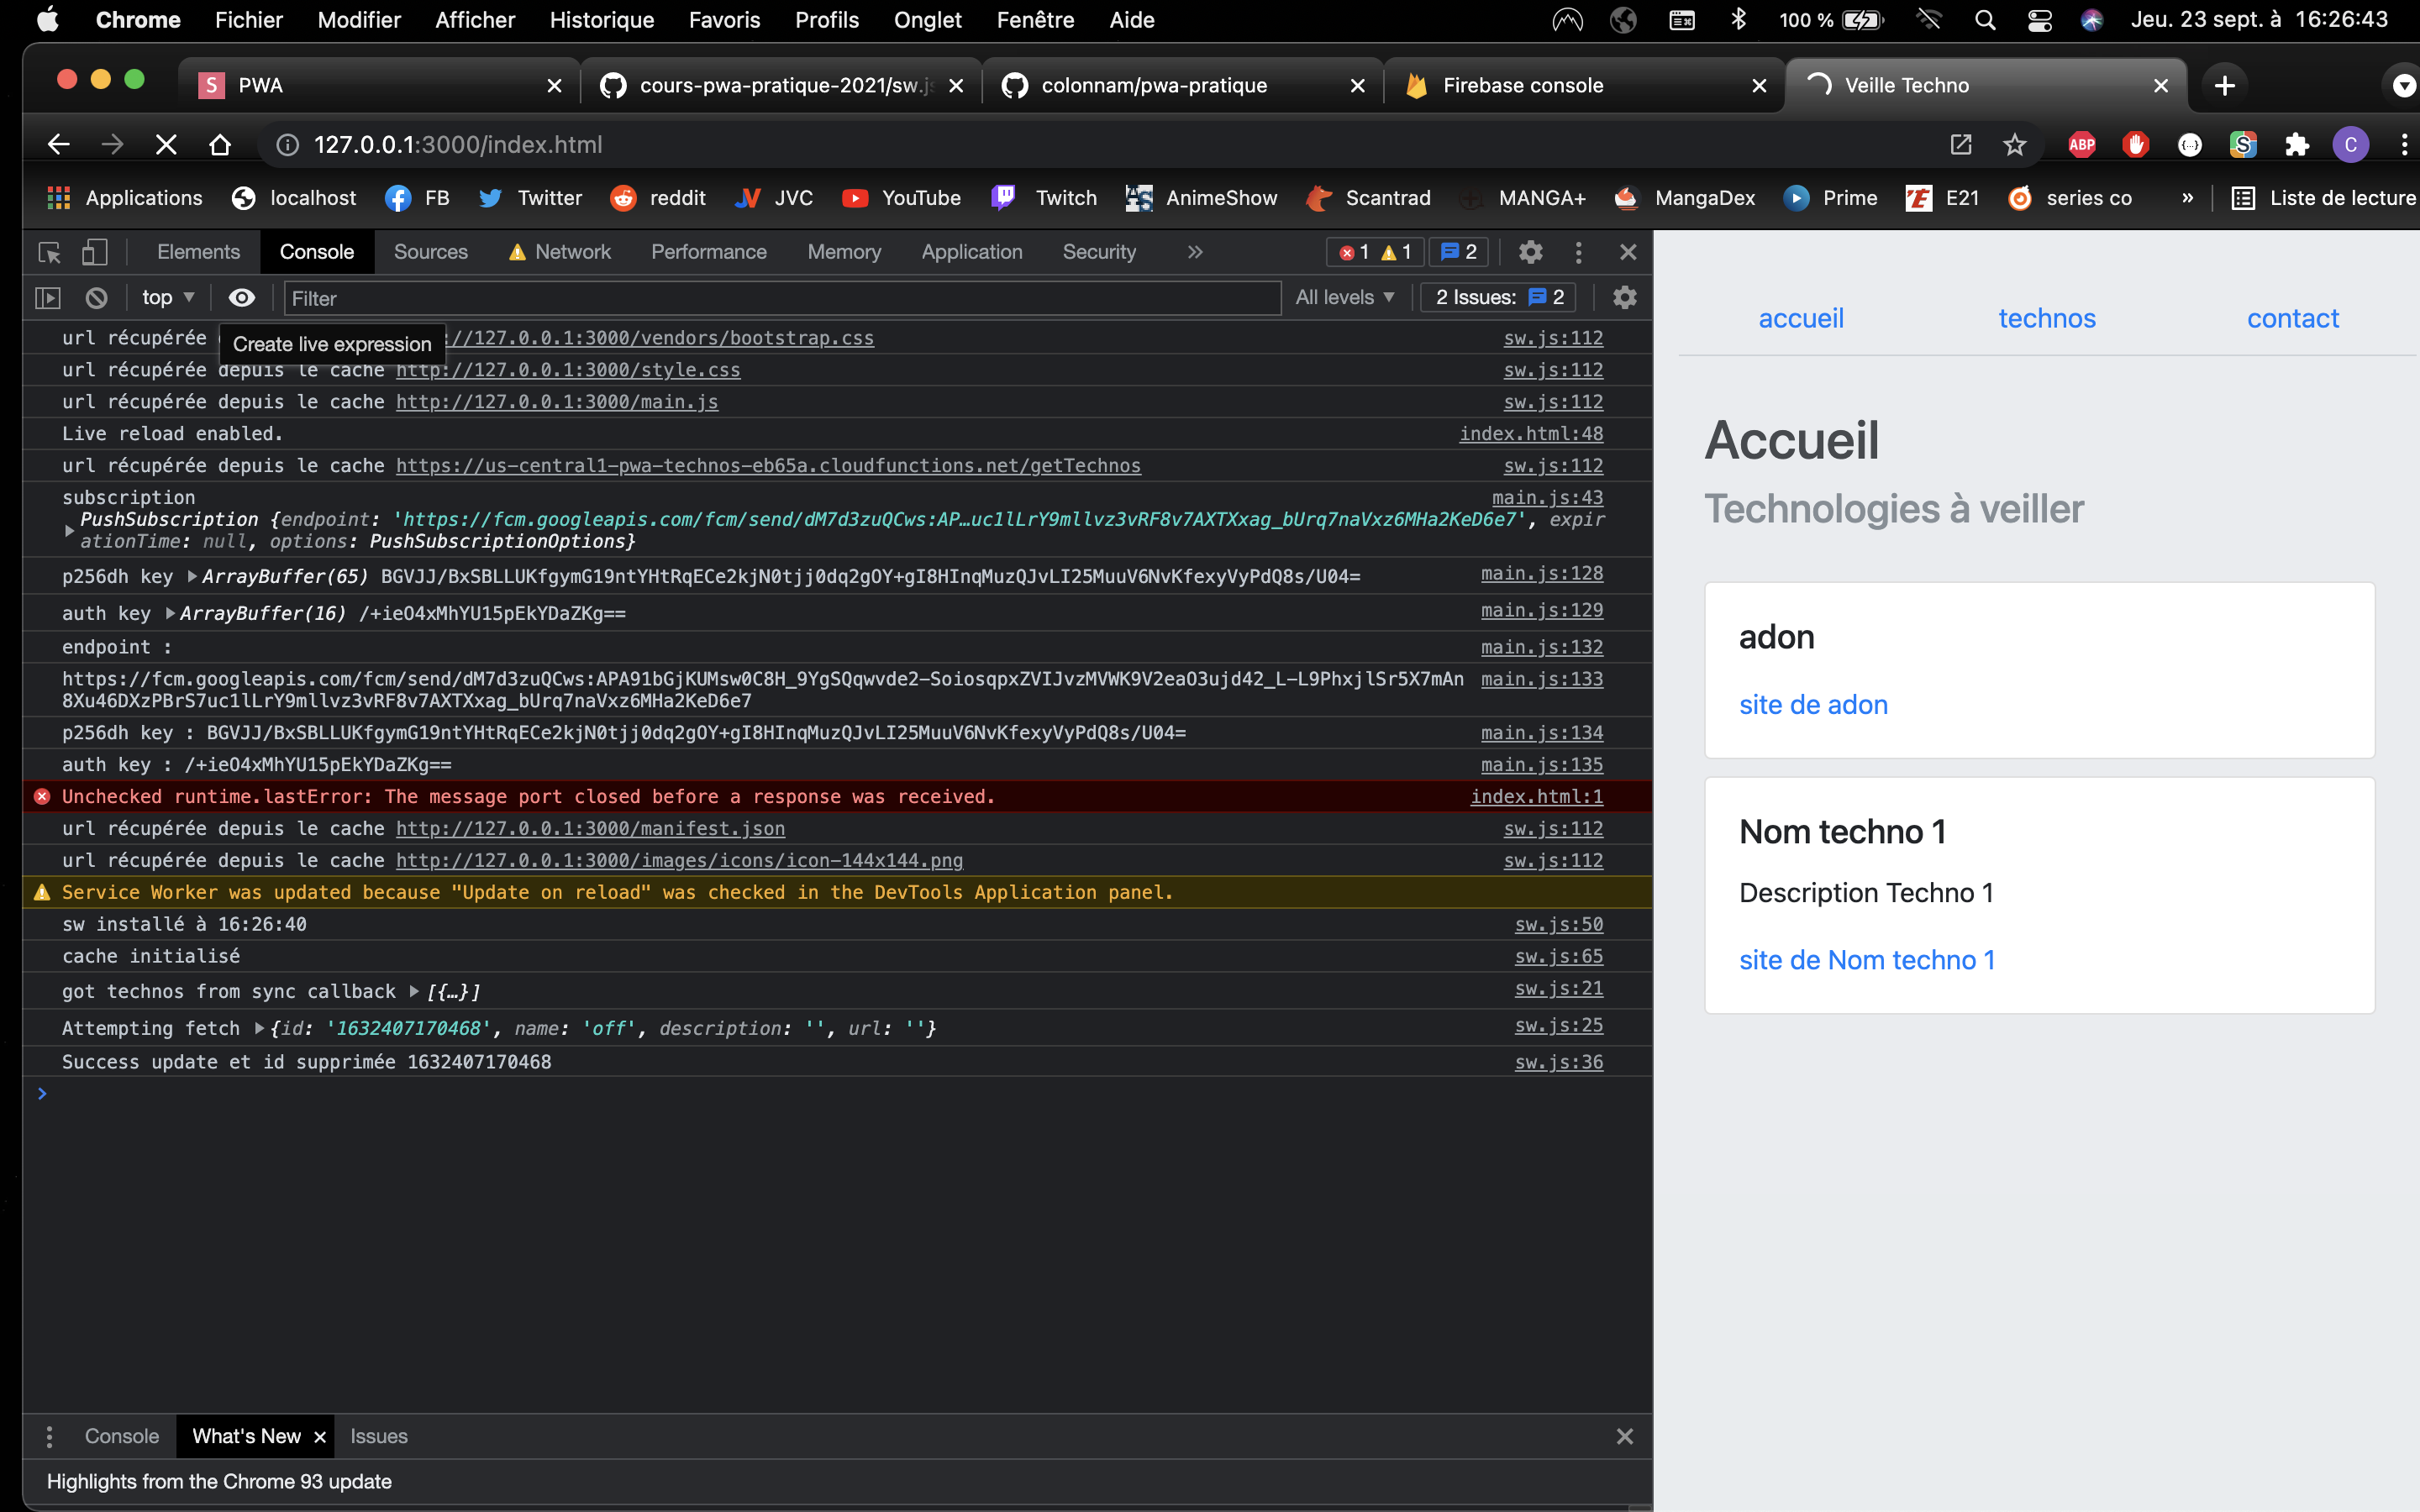 Chrome Fichier Modifier Afficher Historique Favoris Profils Onglet Fenêtre Aide 100 % Jeu. 23 sept. à 16:26:43
PWA cours-pwa-pratique-2021/sw.js colonnam/pwa-pratique Firebase console Veille Techno
127.0.0.1:3000/index.html ABP C
Applications localhost FB Twitter reddit JVC YouTube Twitch AnimeShow Scantrad MANGA+ MangaDex Prime E21 series co » Liste de lecture
Elements Console Sources Network Performance Memory Application Security 1 1 2
top Filter All levels 2 Issues: 2
url récupérée //127.0.0.1:3000/vendors/bootstrap.css sw.js:112
Create live expression
url récupérée depuis le cache http://127.0.0.1:3000/style.css sw.js:112
url récupérée depuis le cache http://127.0.0.1:3000/main.js sw.js:112
Live reload enabled. index.html:48
url récupérée depuis le cache https://us-central1-pwa-technos-eb65a.cloudfunctions.net/getTechnos sw.js:112
subscription main.js:43
PushSubscription {endpoint: 'https://fcm.googleapis.com/fcm/send/dM7d3zuQCws:AP…uc1lLrY9mllvz3vRF8v7AXTXxag_bUrq7naVxz6MHa2KeD6e7', expir
ationTime: null, options: PushSubscriptionOptions}
p256dh key ArrayBuffer(65) BGVJJ/BxSBLLUKfgymG19ntYHtRqECe2kjN0tjj0dq2gOY+gI8HInqMuzQJvLI25MuuV6NvKfexyVyPdQ8s/U04= main.js:128
auth key ArrayBuffer(16) /+ieO4xMhYU15pEkYDaZKg== main.js:129
endpoint : main.js:132
https://fcm.googleapis.com/fcm/send/dM7d3zuQCws:APA91bGjKUMsw0C8H_9YgSQqwvde2-SoiosqpxZVIJvzMVWK9V2eaO3ujd42_L-L9PhxjlSr5X7mAn main.js:133
8Xu46DXzPBrS7uc1lLrY9mllvz3vRF8v7AXTXxag_bUrq7naVxz6MHa2KeD6e7
p256dh key : BGVJJ/BxSBLLUKfgymG19ntYHtRqECe2kjN0tjj0dq2gOY+gI8HInqMuzQJvLI25MuuV6NvKfexyVyPdQ8s/U04= main.js:134
auth key : /+ieO4xMhYU15pEkYDaZKg== main.js:135
Unchecked runtime.lastError: The message port closed before a response was received. index.html:1
url récupérée depuis le cache http://127.0.0.1:3000/manifest.json sw.js:112
url récupérée depuis le cache http://127.0.0.1:3000/images/icons/icon-144x144.png sw.js:112
Service Worker was updated because "Update on reload" was checked in the DevTools Application panel.
sw installé à 16:26:40 sw.js:50
cache initialisé sw.js:65
got technos from sync callback [{…}] sw.js:21
Attempting fetch {id: '1632407170468', name: 'off', description: '', url: ''} sw.js:25
Success update et id supprimée 1632407170468 sw.js:36
Console What's New Issues
Highlights from the Chrome 93 update
accueil technos contact
Accueil
Technologies à veiller
adon
site de adon
Nom techno 1
Description Techno 1
site de Nom techno 1